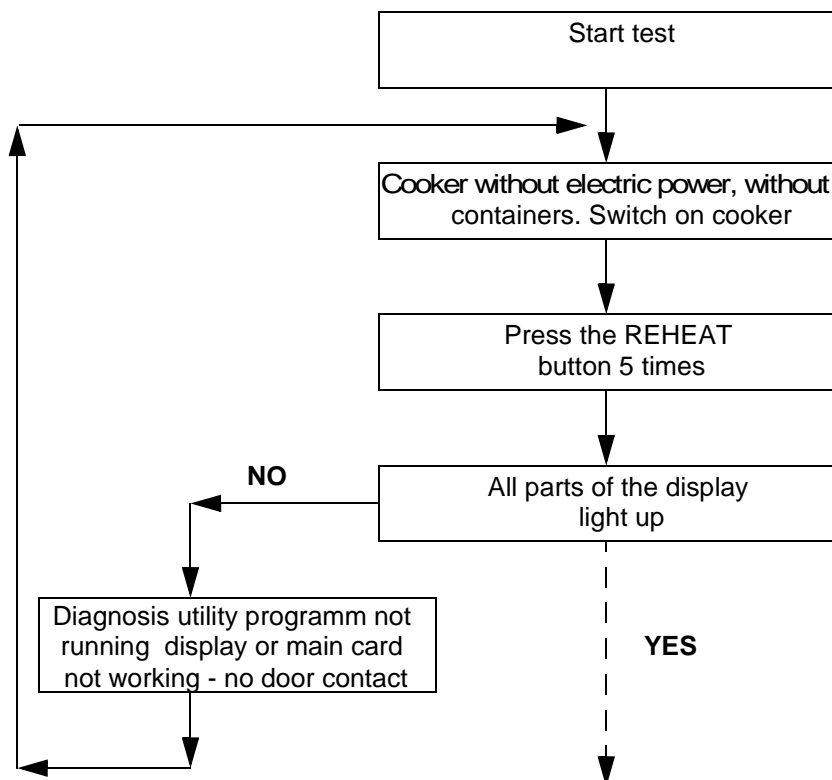 Start test
Cooker without electric power, without
containers. Switch on cooker
Press the REHEAT
button 5 times
All parts of the display
light up
NO
Diagnosis utility programm not
running display or main card
not working - no door contact
YES